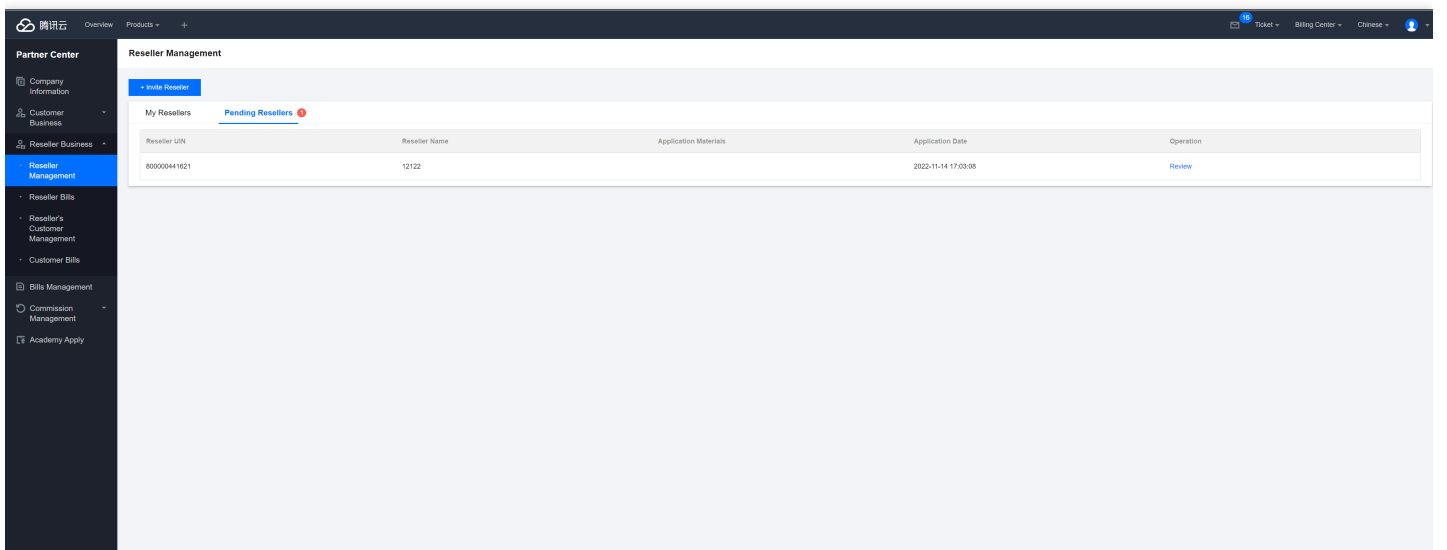 腾讯云 Overview Products + 16 Ticket Billing Center Chinese
Partner Center
Company
Information
Customer
Business
Reseller Business
Reseller
Management
Reseller Bills
Reseller's
Customer
Management
Customer Bills
Bills Management
Commission
Management
Academy Apply
Reseller Management
+ Invite Reseller
My Resellers Pending Resellers 1
Reseller UIN Reseller Name Application Materials Application Date Operation
800000441621 12122 2022-11-14 17:03:08 Review